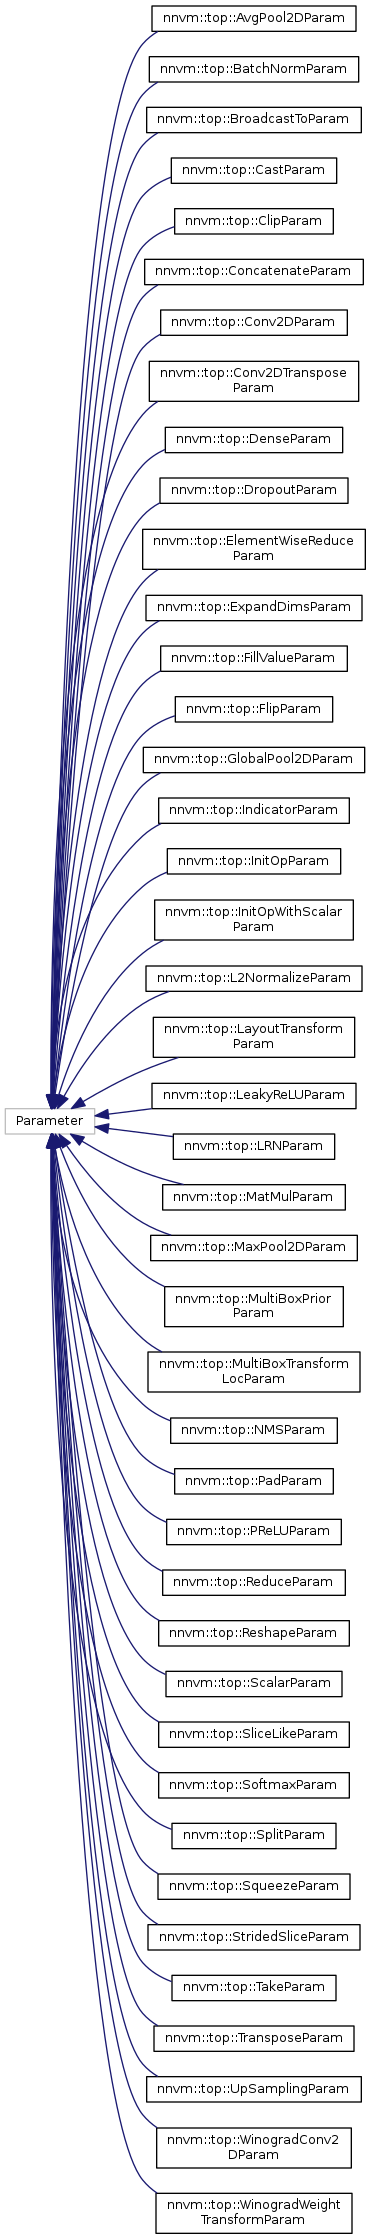 nnvm::top::AvgPool2DParam
nnvm::top::BatchNormParam
nnvm::top::BroadcastToParam
nnvm::top::CastParam
nnvm::top::ClipParam
nnvm::top::ConcatenateParam
nnvm::top::Conv2DParam
nnvm::top::Conv2DTranspose
Param
nnvm::top::DenseParam
nnvm::top::DropoutParam
nnvm::top::ElementWiseReduce
Param
nnvm::top::ExpandDimsParam
nnvm::top::FillValueParam
nnvm::top::FlipParam
nnvm::top::GlobalPool2DParam
nnvm::top::IndicatorParam
nnvm::top::InitOpParam
nnvm::top::InitOpWithScalar
Param
nnvm::top::L2NormalizeParam
nnvm::top::LayoutTransform
Param
nnvm::top::LeakyReLUParam
Parameter
nnvm::top::LRNParam
nnvm::top::MatMulParam
nnvm::top::MaxPool2DParam
nnvm::top::MultiBoxPrior
Param
nnvm::top::MultiBoxTransform
LocParam
nnvm::top::NMSParam
nnvm::top::PadParam
nnvm::top::PReLUParam
nnvm::top::ReduceParam
nnvm::top::ReshapeParam
nnvm::top::ScalarParam
nnvm::top::SliceLikeParam
nnvm::top::SoftmaxParam
nnvm::top::SplitParam
nnvm::top::SqueezeParam
nnvm::top::StridedSliceParam
nnvm::top::TakeParam
nnvm::top::TransposeParam
nnvm::top::UpSamplingParam
nnvm::top::WinogradConv2
DParam
nnvm::top::WinogradWeight
TransformParam